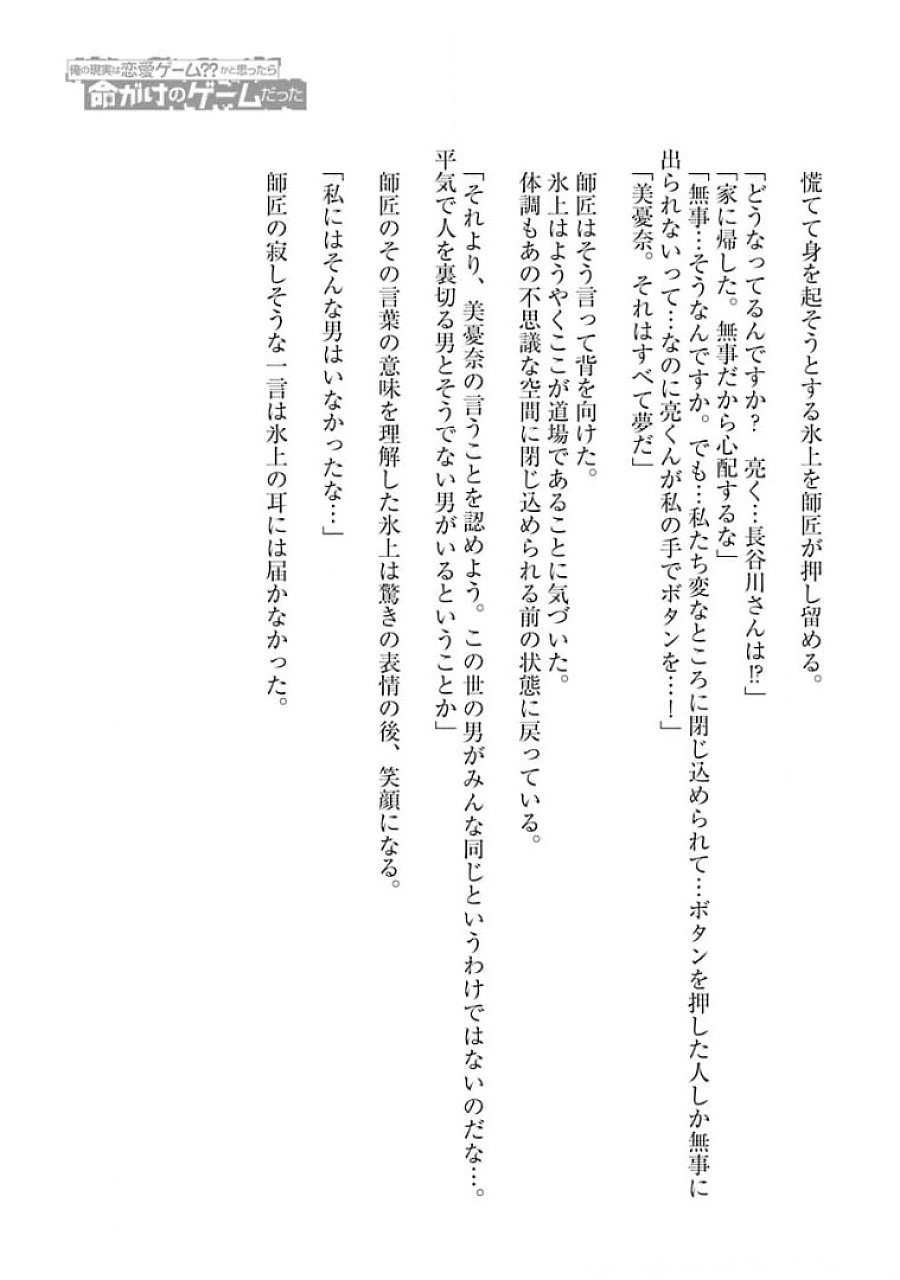 俺の現実は恋愛ゲーム??かと思ったら
命がけのゲームだった
慌てて身を起そうとする氷上を師匠が押し留める。
「どうなってるんですか？　亮く…長谷川さんは!?」
「家に帰した。無事だから心配するな」
「無事…そうなんですか。でも…私たち変なところに閉じ込められて…ボタンを押した人しか無事に
出られないって…なのに亮くんが私の手でボタンを…！」
「美憂奈。それはすべて夢だ」
師匠はそう言って背を向けた。
氷上はようやくここが道場であることに気づいた。
体調もあの不思議な空間に閉じ込められる前の状態に戻っている。
「それより、美憂奈の言うことを認めよう。この世の男がみんな同じというわけではないのだな…。
平気で人を裏切る男とそうでない男がいるということか」
師匠のその言葉の意味を理解した氷上は驚きの表情の後、笑顔になる。
「私にはそんな男はいなかったな…」
師匠の寂しそうな一言は氷上の耳には届かなかった。